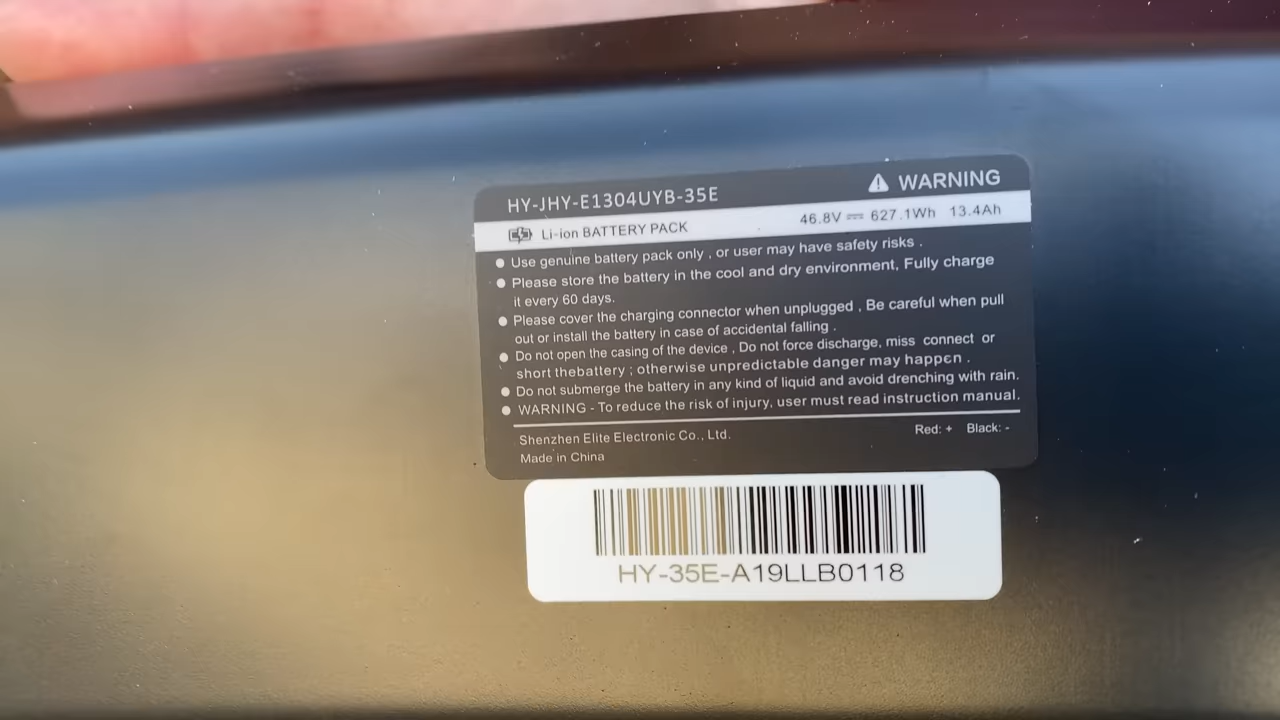 HY-JHY-E1304UYB-35E
WARNING
Li-ion BATTERY PACK
46.8V 627.1Wh 13.4Ah
Use genuine battery pack only , or user may have safety risks .
Please store the battery in the cool and dry environment, Fully charge
it every 60 days.
Please cover the charging connector when unplugged , Be careful when pull
out or install the battery in case of accidental falling .
Do not open the casing of the device , Do not force discharge, miss connect or
short thebattery ; otherwise unpredictable danger may happen .
Do not submerge the battery in any kind of liquid and avoid drenching with rain.
WARNING - To reduce the risk of injury, user must read instruction manual.
Shenzhen Elite Electronic Co., Ltd.
Red: + Black: -
Made in China
HY-35E-A19LLB0118